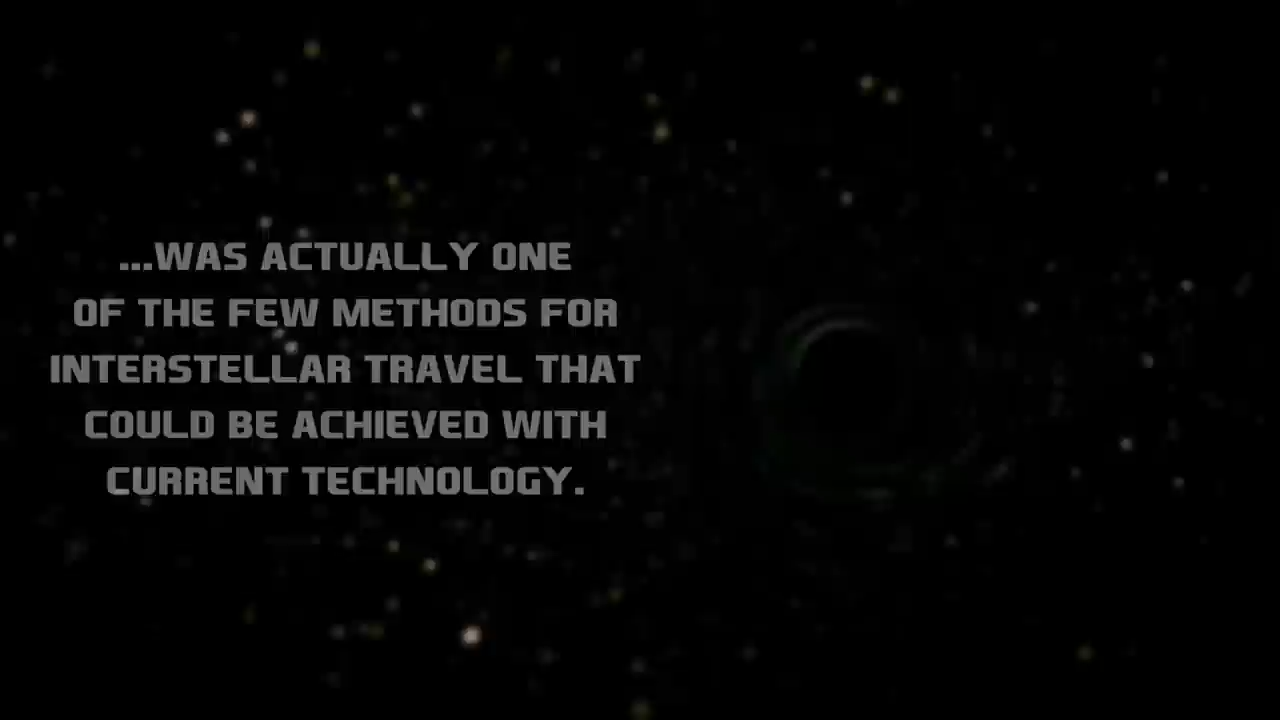 ...WAS ACTUALLY ONE
OF THE FEW METHODS FOR
INTERSTELLAR TRAVEL THAT
COULD BE ACHIEVED WITH
CURRENT TECHNOLOGY.